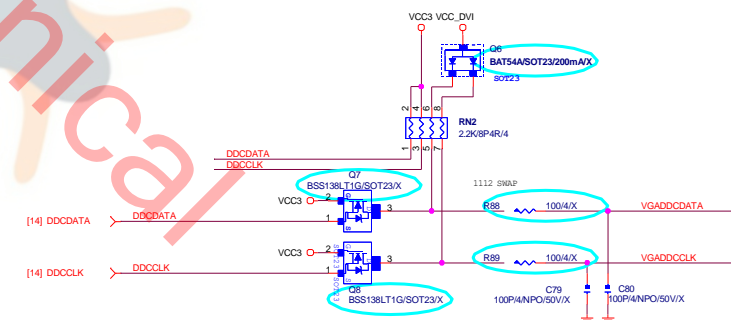 VCC3 VCC_DVI
Q6
BAT54A/SOT23/200mA/X
SOT23
2 4 6 8
RN2
2.2K/8P4R/4
1 3 5 7
DDCDATA
DDCCLK
Q7
BSS138LT1G/SOT23/X
1112 SWAP
VCC3
2
G
R88
100/4/X
VGADDCDATA
[14] DDCDATA
DDCDATA
1
3
S
VCC3
2
G
R89
100/4/X
VGADDCCLK
[14] DDCCLK
DDCCLK
1
3
S
SOT23
Q8
BSS138LT1G/SOT23/X
C79
100P/4/NPO/50V/X
C80
100P/4/NPO/50V/X
nical